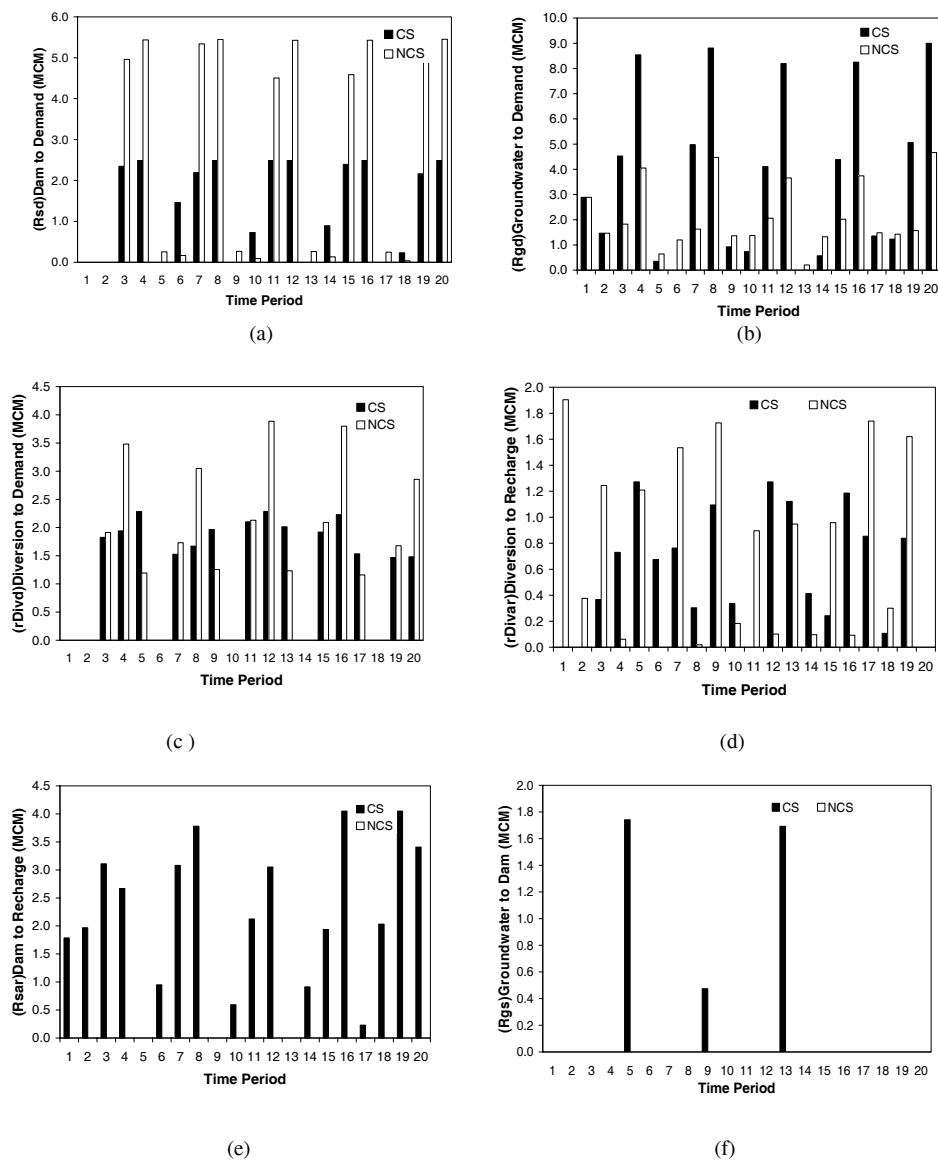 (Rsd)Dam to Demand (MCM)
6.0
5.0
4.0
3.0
2.0
1.0
0.0
CS
NCS
1 2 3 4 5 6 7 8 9 10 11 12 13 14 15 16 17 18 19 20
Time Period
(a)
(Rgd)Groundwater to Demand (MCM)
10.0
9.0
8.0
7.0
6.0
5.0
4.0
3.0
2.0
1.0
0.0
CS
NCS
1 2 3 4 5 6 7 8 9 10 11 12 13 14 15 16 17 18 19 20
Time Period
(b)
(rDivd)Diversion to Demand (MCM)
4.5
4.0
3.5
3.0
2.5
2.0
1.5
1.0
0.5
0.0
CS
NCS
1 2 3 4 5 6 7 8 9 10 11 12 13 14 15 16 17 18 19 20
Time Period
(c )
(rDivar)Diversion to Recharge (MCM)
2.0
1.8
1.6
1.4
1.2
1.0
0.8
0.6
0.4
0.2
0.0
CS NCS
1 2 3 4 5 6 7 8 9 10 11 12 13 14 15 16 17 18 19 20
Time Period
(d)
(Rsar)Dam to Recharge (MCM)
4.5
4.0
3.5
3.0
2.5
2.0
1.5
1.0
0.5
0.0
CS
NCS
1 2 3 4 5 6 7 8 9 10 11 12 13 14 15 16 17 18 19 20
Time Period
(e)
(Rgs)Groundwater to Dam (MCM)
2.0
1.8
1.6
1.4
1.2
1.0
0.8
0.6
0.4
0.2
0.0
CS NCS
1 2 3 4 5 6 7 8 9 10 11 12 13 14 15 16 17 18 19 20
Time Period
(f)